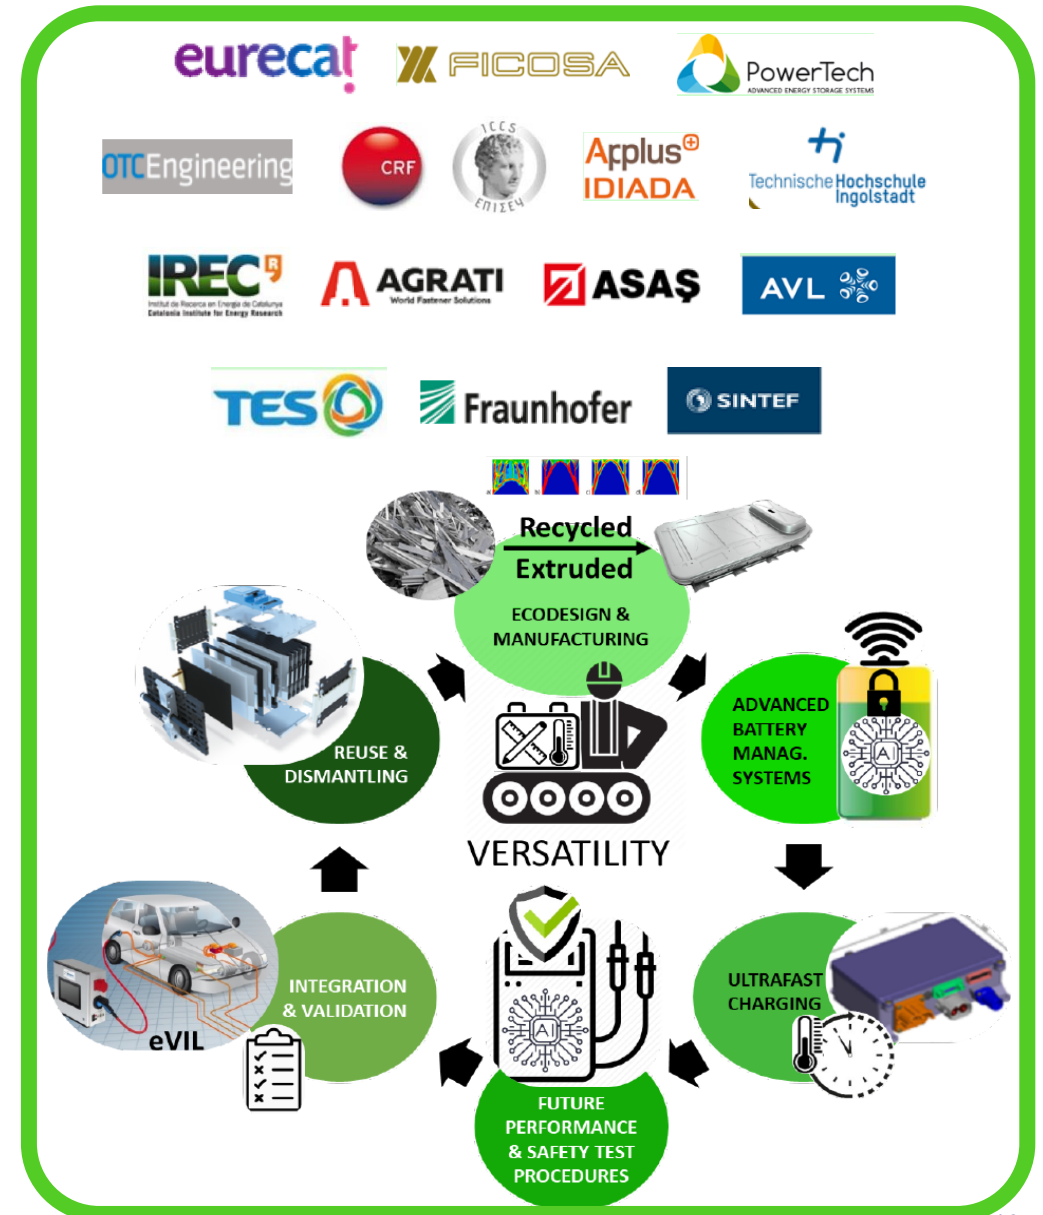 eurecat
FICOSA
PowerTech
ADVANCED ENERGY STORAGE SYSTEMS
OTCEngineering
CRF
ICCS
ΕΠΙΣΕΥ
Applus+
IDIADA
Technische Hochschule
Ingolstadt
IREC
Institut de Recerca en Energia de Catalunya
Catalonia Institute for Energy Research
AGRATI
World Fastener Solutions
ASAŞ
AVL
TES
Fraunhofer
SINTEF
Recycled
Extruded
ECODESIGN &
MANUFACTURING
ADVANCED
BATTERY
MANAG.
SYSTEMS
AI
REUSE &
DISMANTLING
VERSATILITY
INTEGRATION
& VALIDATION
eVIL
AI
ULTRAFAST
CHARGING
FUTURE
PERFORMANCE
& SAFETY TEST
PROCEDURES